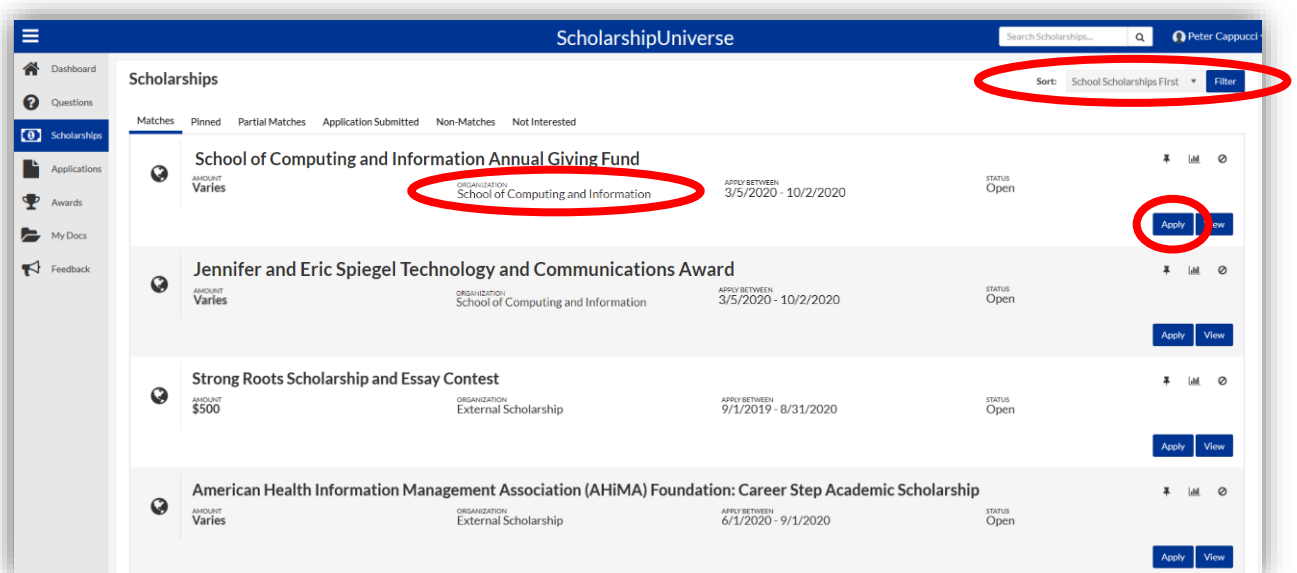 ScholarshipUniverse
Search Scholarships...
Peter Cappucci
Dashboard
Questions
Scholarships
Applications
Awards
My Docs
Feedback
Scholarships
Sort: School Scholarships First
Filter
Matches Pinned Partial Matches Application Submitted Non-Matches Not Interested
School of Computing and Information Annual Giving Fund
AMOUNT ORGANIZATION APPLY BETWEEN STATUS
Varies School of Computing and Information 3/5/2020 - 10/2/2020 Open
Apply
Jennifer and Eric Spiegel Technology and Communications Award
AMOUNT ORGANIZATION APPLY BETWEEN STATUS
Varies School of Computing and Information 3/5/2020 - 10/2/2020 Open
Apply View
Strong Roots Scholarship and Essay Contest
AMOUNT ORGANIZATION APPLY BETWEEN STATUS
$500 External Scholarship 9/1/2019 - 8/31/2020 Open
Apply View
American Health Information Management Association (AHiMA) Foundation: Career Step Academic Scholarship
AMOUNT ORGANIZATION APPLY BETWEEN STATUS
Varies External Scholarship 6/1/2020 - 9/1/2020 Open
Apply View